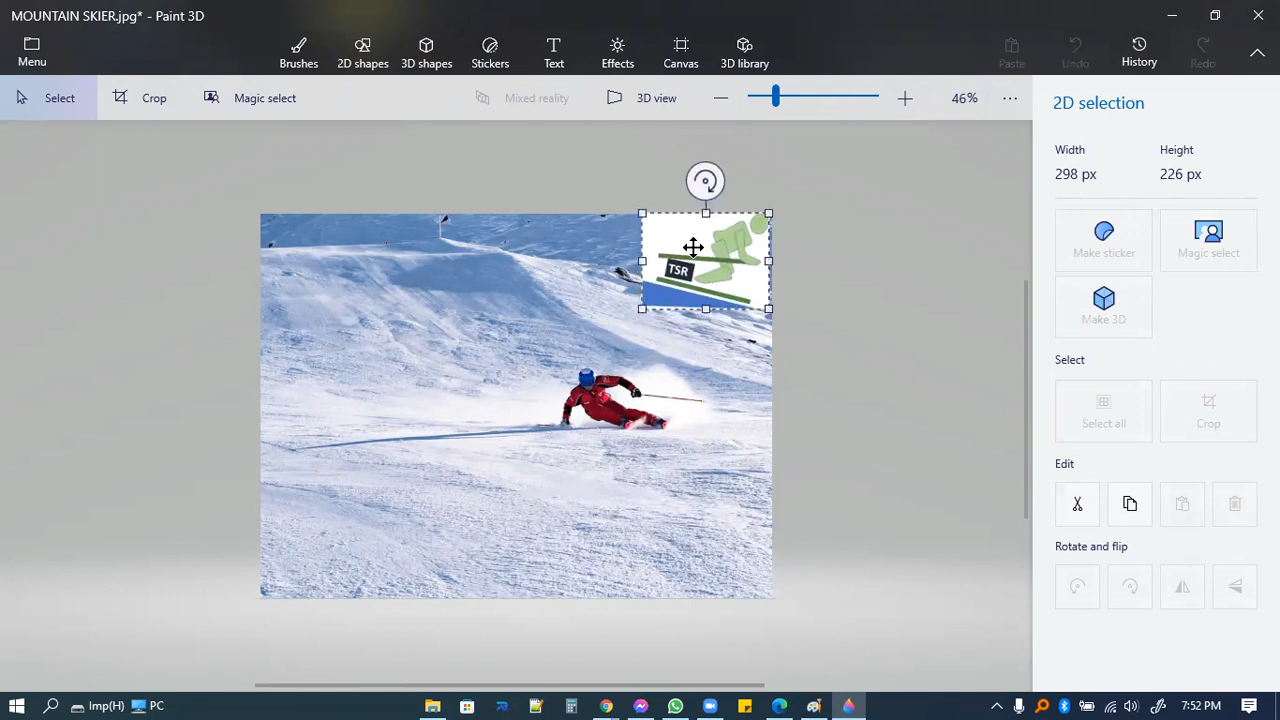 MOUNTAIN SKIER.jpg* - Paint 3D
Menu
Brushes 2D shapes 3D shapes Stickers Text Effects Canvas 3D library Paste Undo History Redo
Select Crop Magic select Mixed reality 3D view 46%
2D selection
Width Height
298 px 226 px
TSR
Make sticker Magic select
Make 3D
Select
Select all Crop
Edit
Rotate and flip
Imp(H) PC 7:52 PM